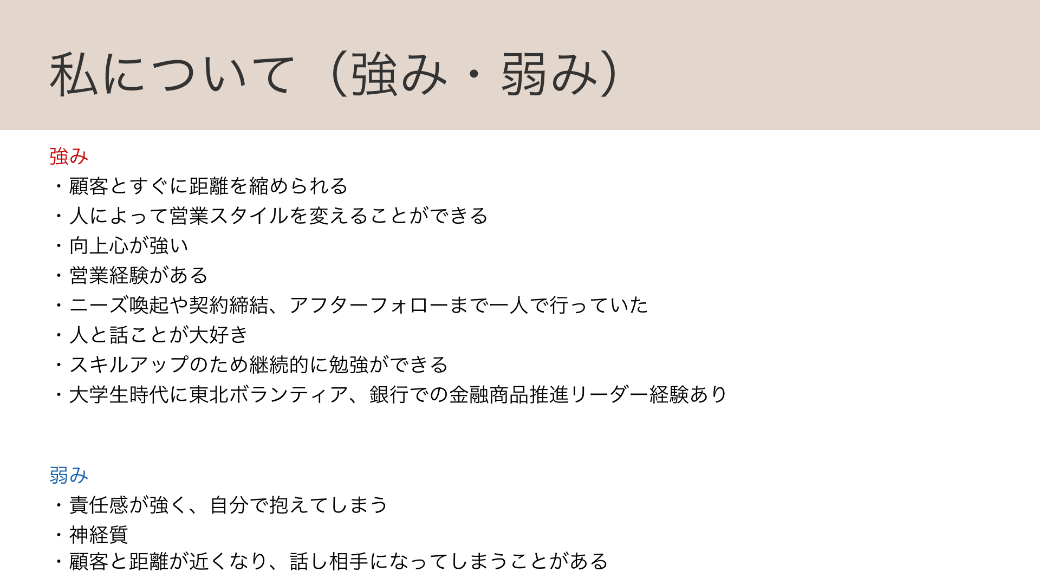 私について（強み・弱み）
強み
・顧客とすぐに距離を縮められる
・人によって営業スタイルを変えることができる
・向上心が強い
・営業経験がある
・ニーズ喚起や契約締結、アフターフォローまで一人で行っていた
・人と話ことが大好き
・スキルアップのため継続的に勉強ができる
・大学生時代に東北ボランティア、銀行での金融商品推進リーダー経験あり
弱み
・責任感が強く、自分で抱えてしまう
・神経質
・顧客と距離が近くなり、話し相手になってしまうことがある